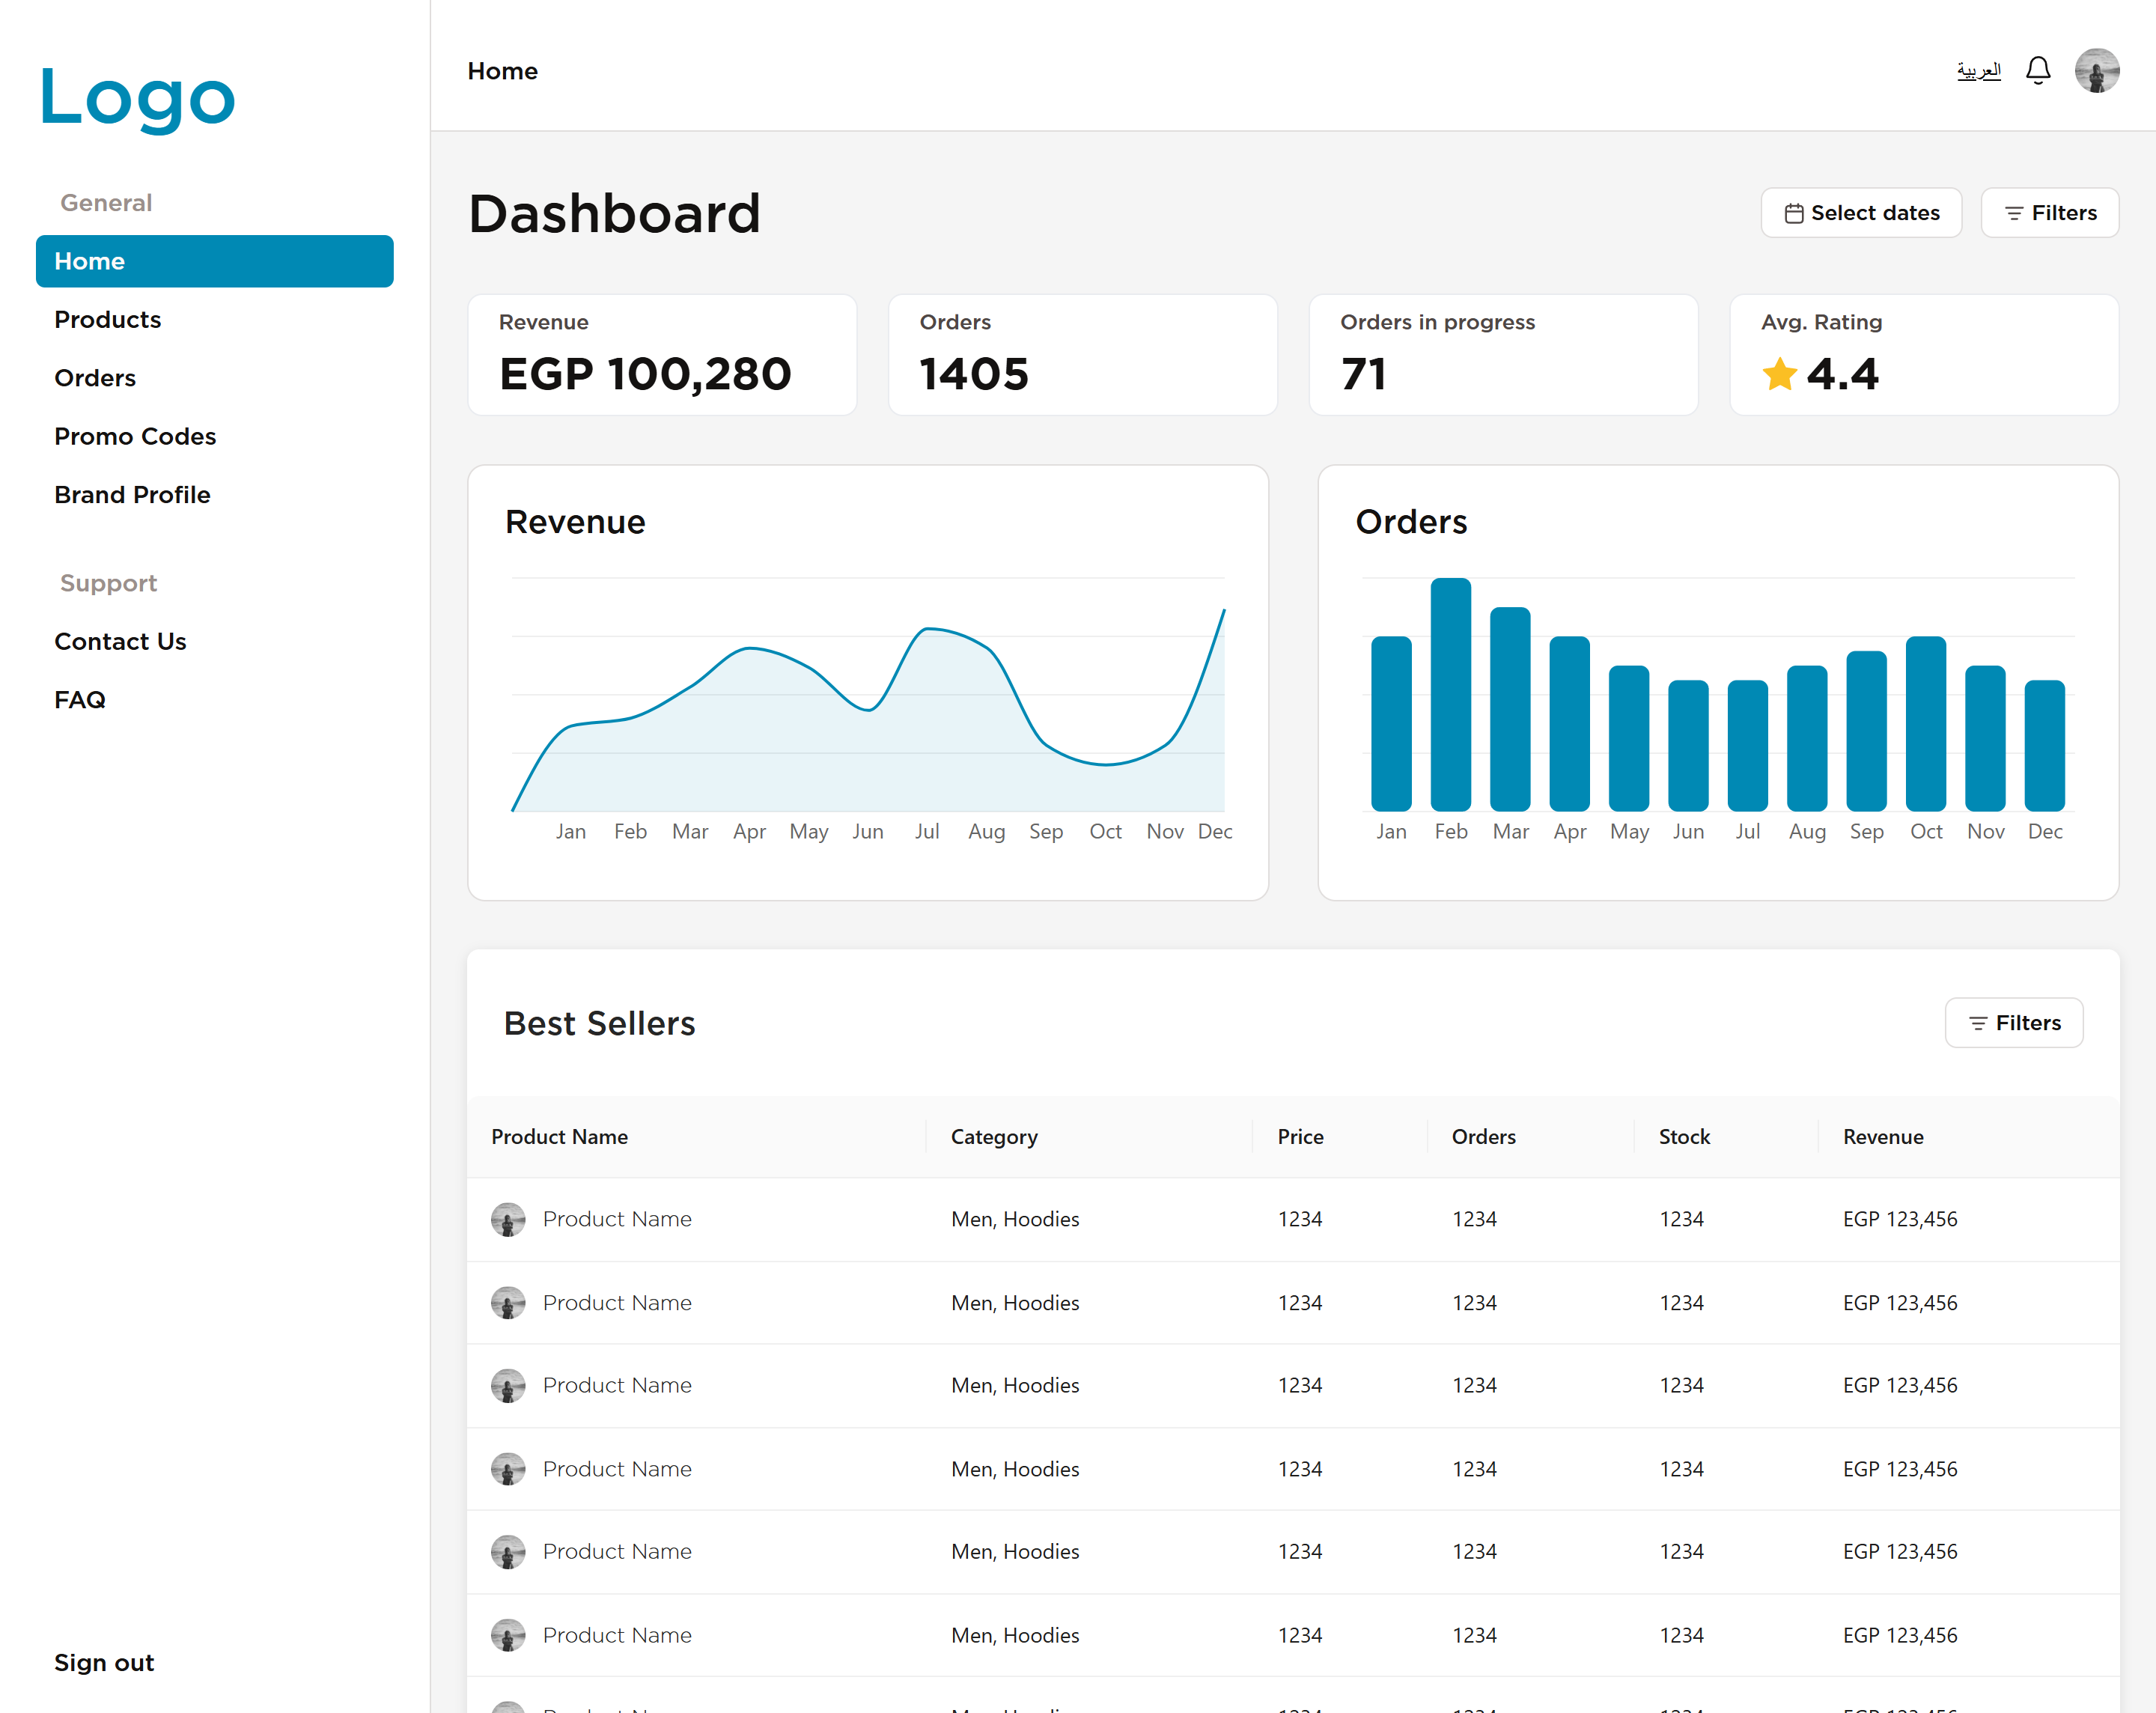 Logo
General
Home
Products
Orders
Promo Codes
Brand Profile
Support
Contact Us
FAQ
Sign out
Home
العربية
Dashboard
Select dates
Filters
Revenue
EGP 100,280
Orders
1405
Orders in progress
71
Avg. Rating
4.4
Revenue
Jan Feb Mar Apr May Jun Jul Aug Sep Oct Nov Dec
Orders
Jan Feb Mar Apr May Jun Jul Aug Sep Oct Nov Dec
Best Sellers
Filters
Product Name Category Price Orders Stock Revenue
Product Name Men, Hoodies 1234 1234 1234 EGP 123,456
Product Name Men, Hoodies 1234 1234 1234 EGP 123,456
Product Name Men, Hoodies 1234 1234 1234 EGP 123,456
Product Name Men, Hoodies 1234 1234 1234 EGP 123,456
Product Name Men, Hoodies 1234 1234 1234 EGP 123,456
Product Name Men, Hoodies 1234 1234 1234 EGP 123,456